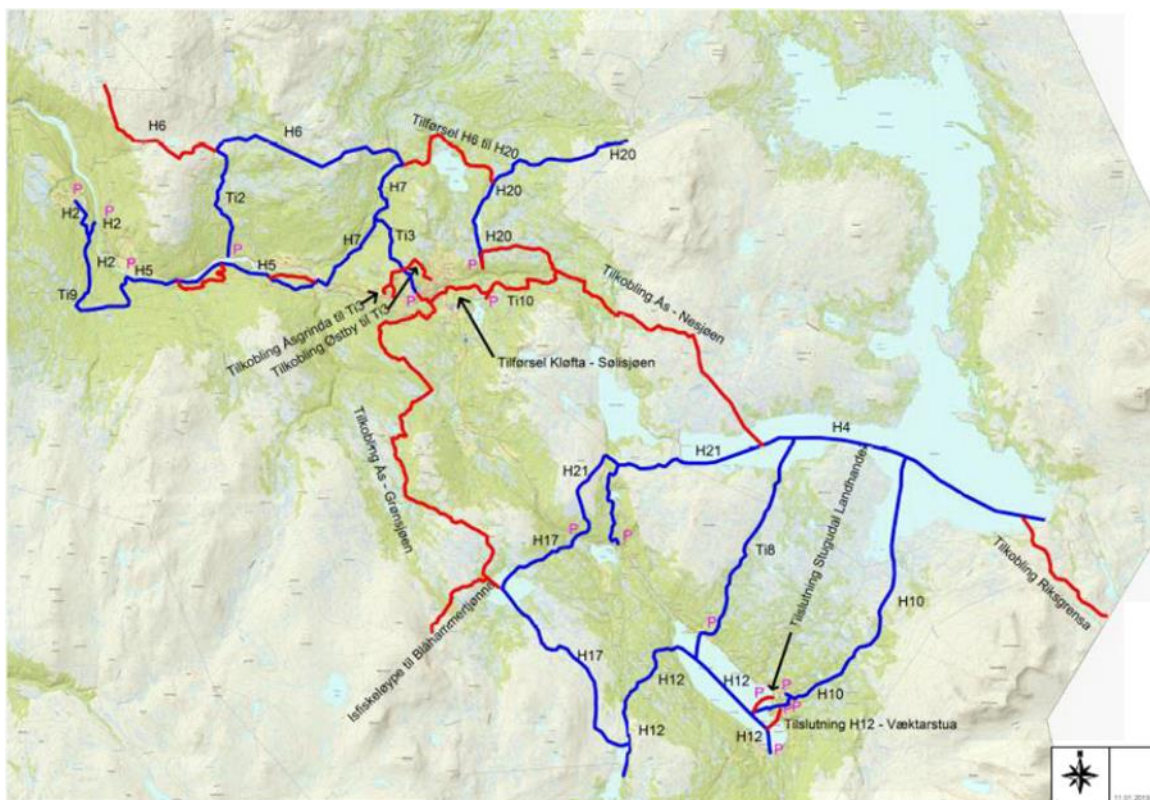 H6
H6
Tilførsel H6 til H20
H20
H20
H7
Ti2
P
P
H2
H2
H20
H7
Ti3
P
P
H2
H5
H5
P
Ti9
P
P
Ti10
Tilkobling Ås - Nesjøen
Tilkobling Åsgrinda til Ti3
Tilkobling Østby til Ti3
Tilførsel Kløfta - Sølisjøen
Tilkobling Ås - Grønsjøen
H4
H21
H21
P
P
H17
Ti8
Tilslutning Stugudal Landhandel
Tilkobling Riksgrensa
H10
Isfiskeløype til Blåhammertjønna
P
H17
H12
H12
P
P
H10
P
P
H12
H12
Tilslutning H12 - Væktarstua
P
11.01.2019